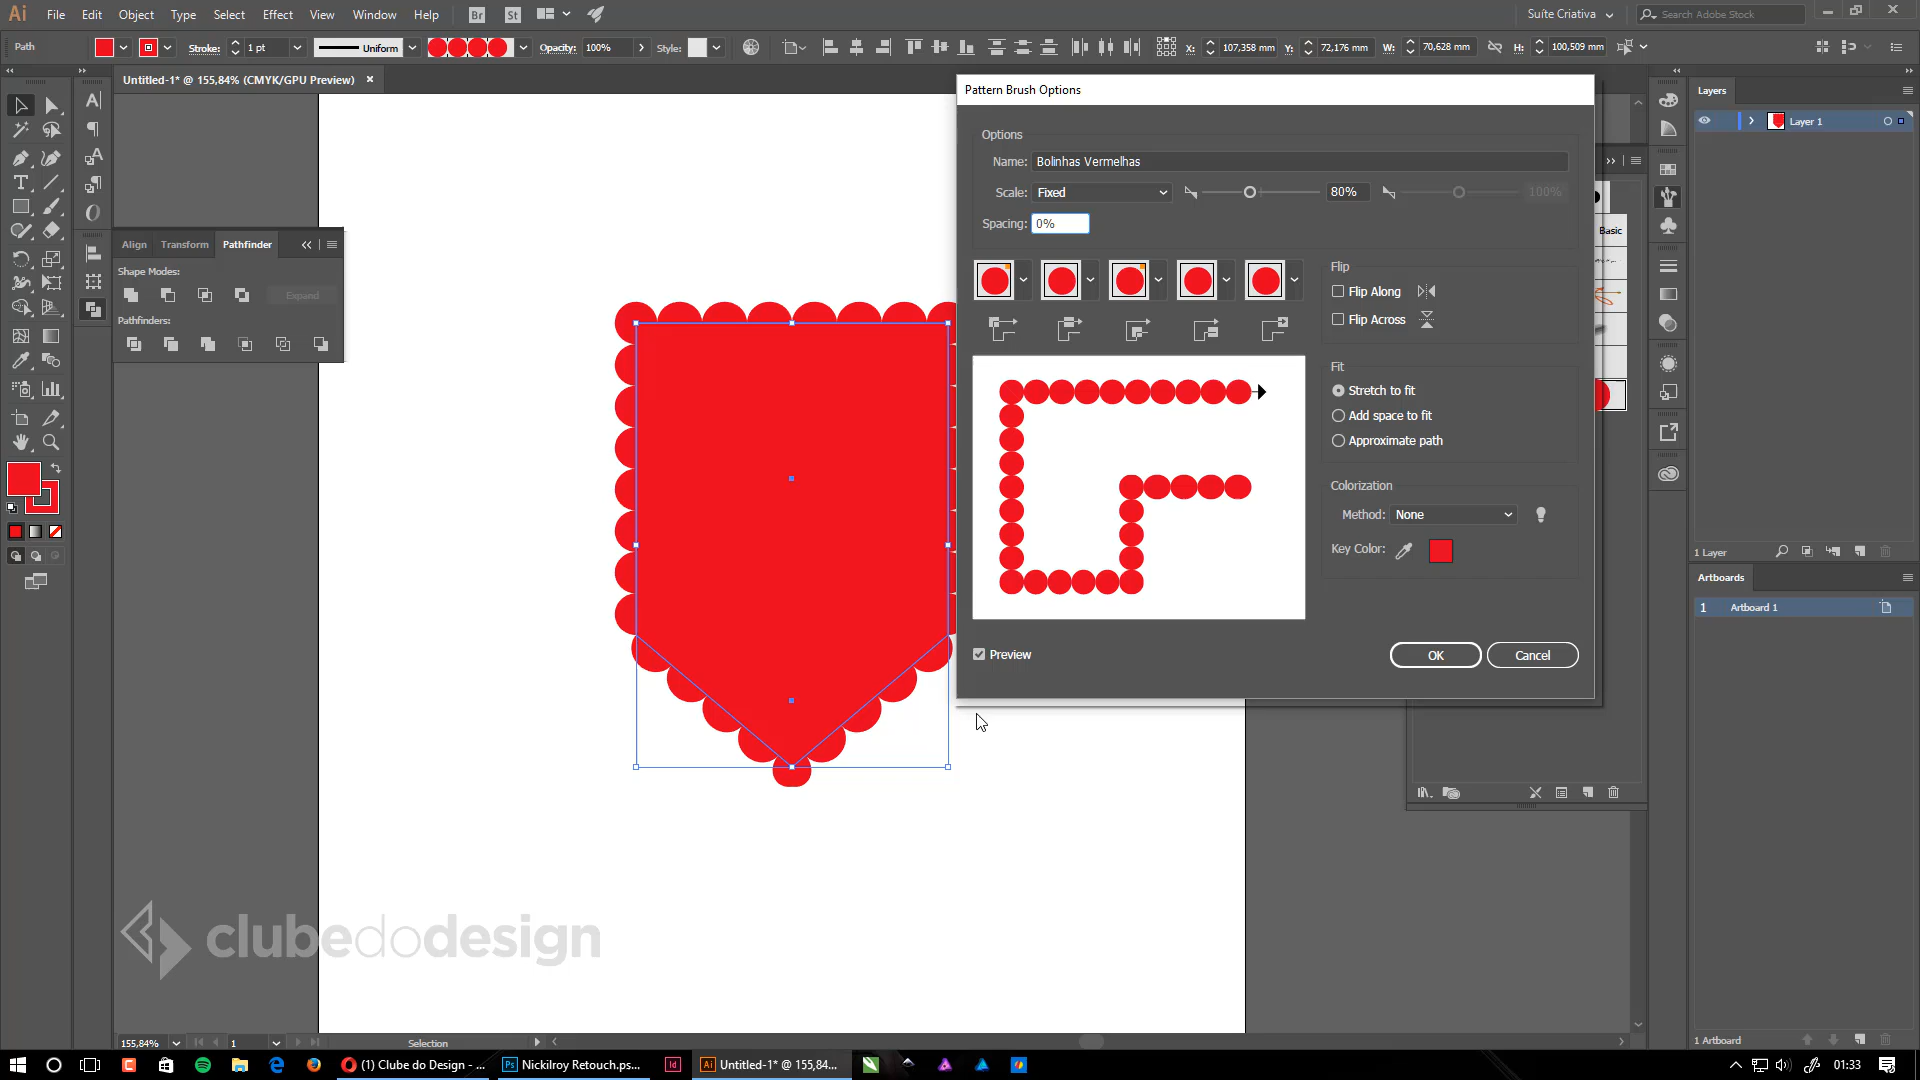 Ai File Edit Object Type Select Effect View Window Help Br St Suíte Criativa Search Adobe Stock
Path Stroke: 1 pt Uniform Opacity: 100% Style: X: 107,358 mm Y: 72,176 mm W: 70,628 mm H: 100,509 mm
Untitled-1* @ 155,84% (CMYK/GPU Preview)
Pattern Brush Options
Layers
Layer 1
Options
Name: Bolinhas Vermelhas
Scale: Fixed 80% 100%
Spacing: 0%
Basic
Align Transform Pathfinder
Shape Modes:
Expand
Pathfinders:
Flip
Flip Along
Flip Across
Fit
Stretch to fit
Add space to fit
Approximate path
Colorization
Method: None
Key Color:
1 Layer
Artboards
1 Artboard 1
Preview
OK Cancel
clubedodesign
155,84% 1 Selection
1 Artboard
(1) Clube do Design - ... Ps Nickilroy Retouch.ps... Id Ai Untitled-1* @ 155,84... 01:33